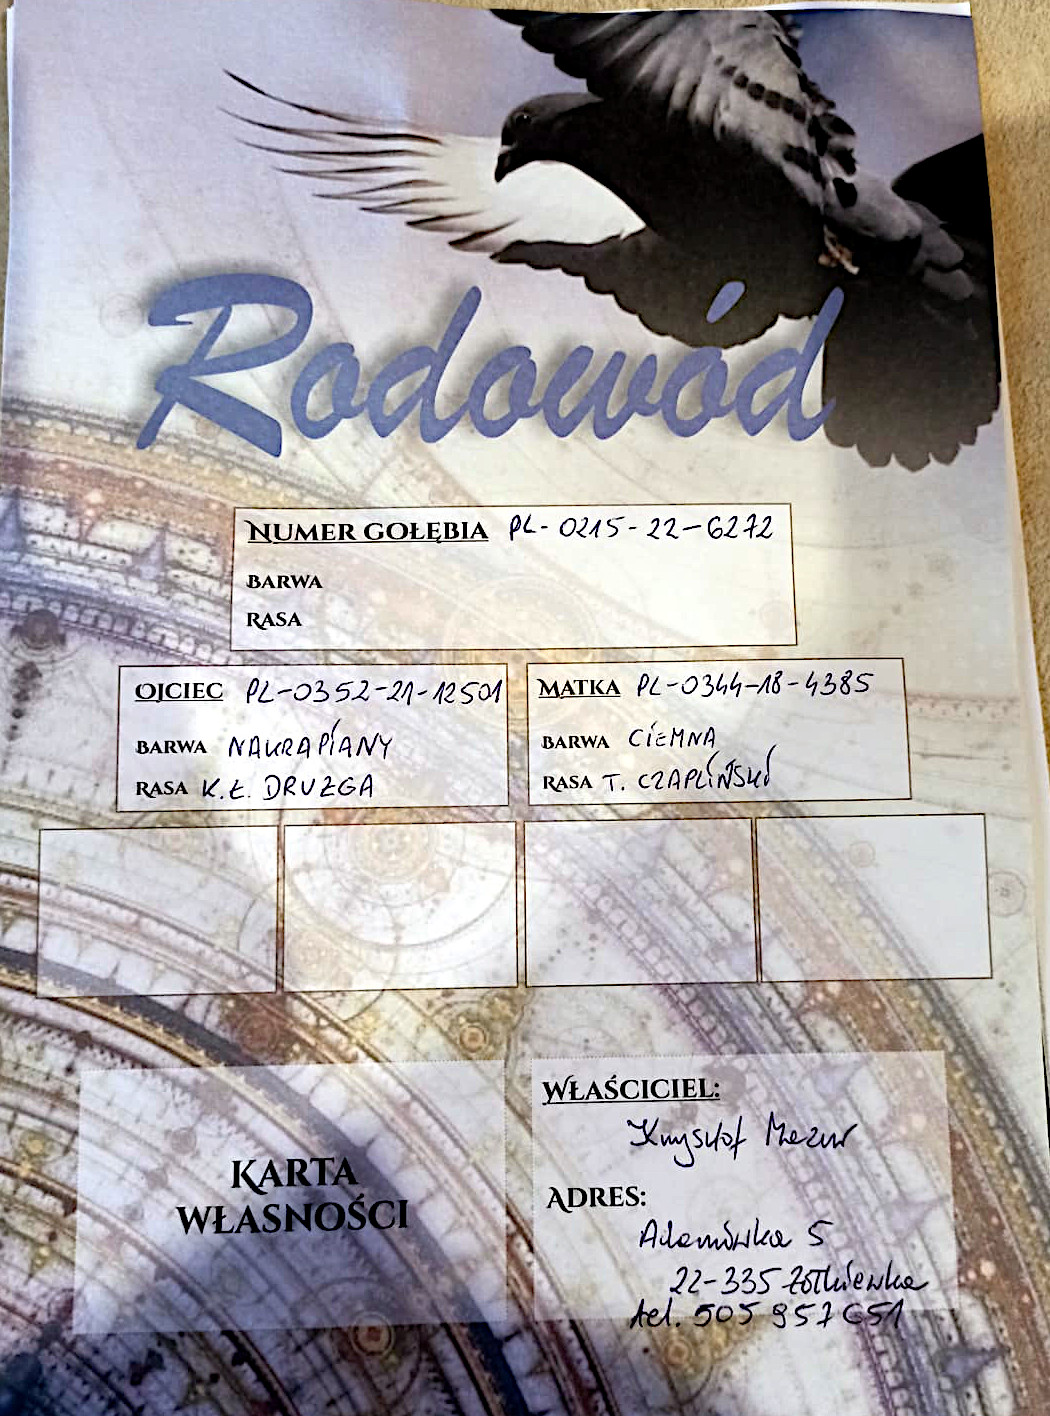 Rodowód
NUMER GOŁĘBIA PL-0215-22-6272
BARWA
RASA
OJCIEC PL-0352-21-12501
BARWA NAKRAPIANY
RASA K.Ł. DRUŻGA
MATKA PL-0344-18-4385
BARWA CIEMNA
RASA T. CZAPLIŃSKI
KARTA
WŁASNOŚCI
WŁAŚCICIEL:
Krzysztof Mazur
ADRES:
Adamówka 5
22-335 Żółkiewka
tel. 505 957 651